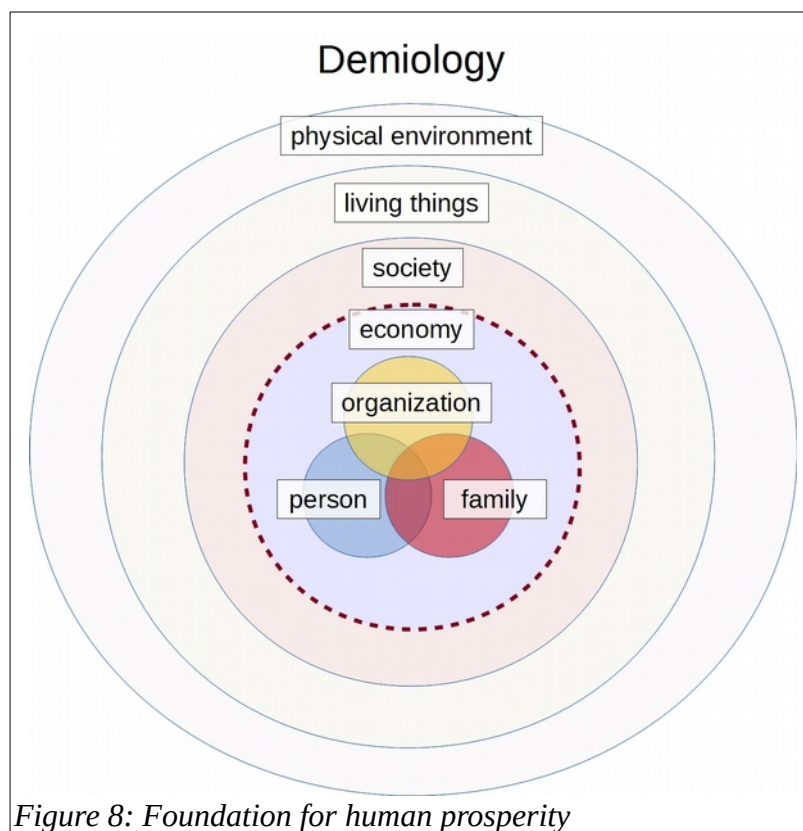 Demiology
physical environment
living things
society
economy
organization
person
family
Figure 8: Foundation for human prosperity